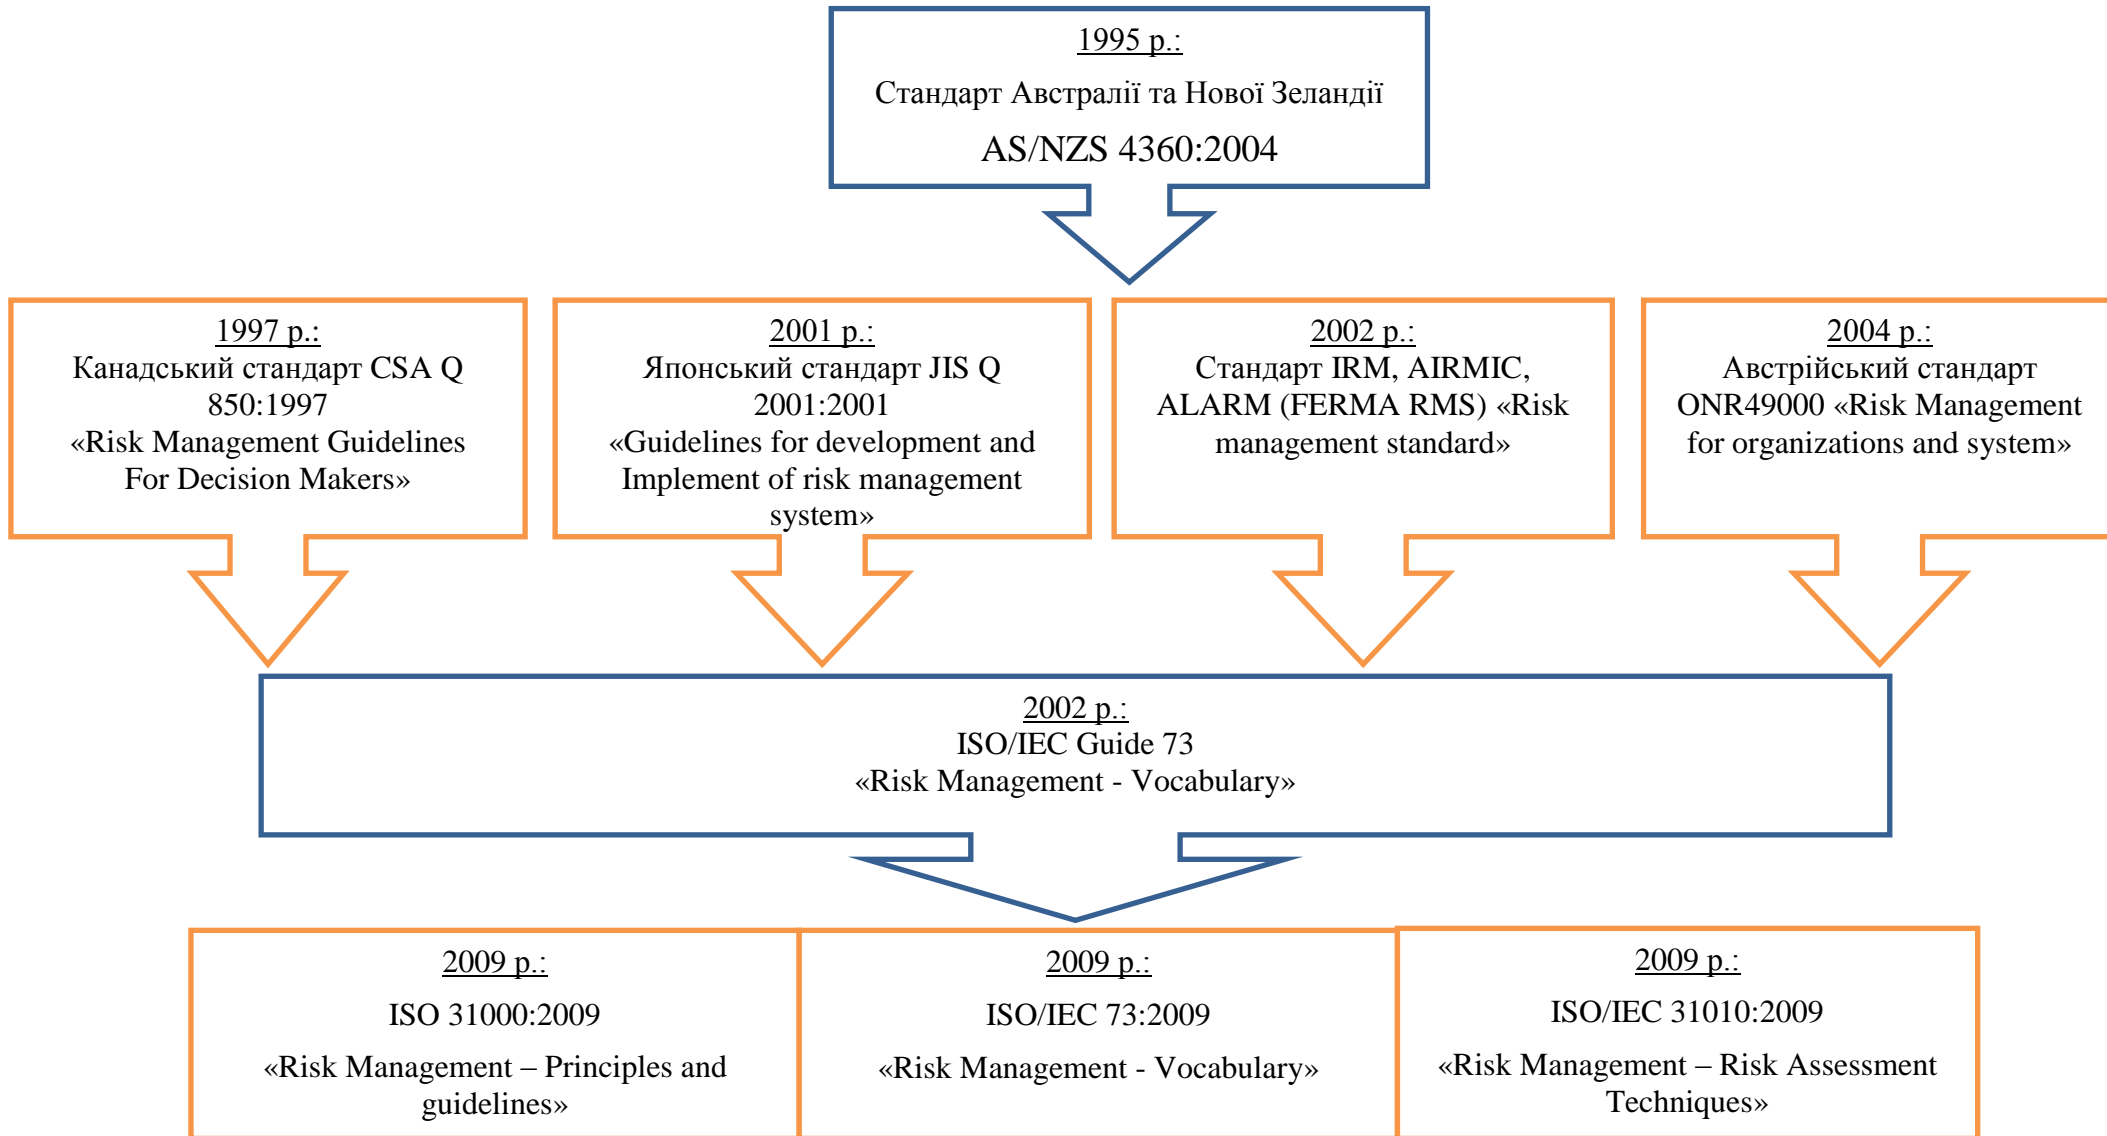 1995 р.:
Стандарт Австралії та Нової Зеландії
AS/NZS 4360:2004
1997 р.:
Канадський стандарт CSA Q
850:1997
«Risk Management Guidelines
For Decision Makers»
2001 р.:
Японський стандарт JIS Q
2001:2001
«Guidelines for development and
Implement of risk management
system»
2002 р.:
Стандарт IRM, AIRMIC,
ALARM (FERMA RMS) «Risk
management standard»
2004 р.:
Австрійський стандарт
ONR49000 «Risk Management
for organizations and system»
2002 р.:
ISO/IEC Guide 73
«Risk Management - Vocabulary»
2009 р.:
ISO 31000:2009
«Risk Management – Principles and
guidelines»
2009 р.:
ISO/IEC 73:2009
«Risk Management - Vocabulary»
2009 р.:
ISO/IEC 31010:2009
«Risk Management – Risk Assessment
Techniques»